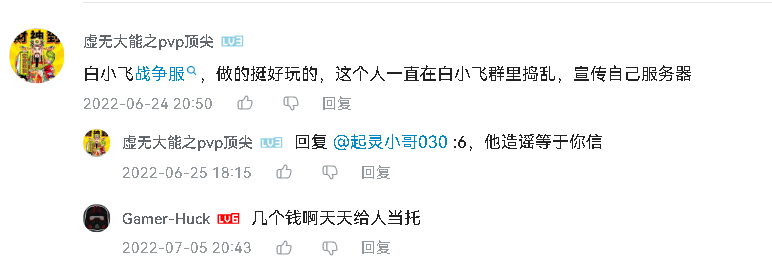 虚无大能之pvp顶尖 LV3
白小飞战争服，做的挺好玩的，这个人一直在白小飞群里捣乱，宣传自己服务器
2022-06-24 20:50 回复
虚无大能之pvp顶尖 LV3 回复 @起灵小哥030 :6，他造谣等于你信
2022-06-25 18:15 回复
Gamer-Huck LV6 几个钱啊天天给人当托
2022-07-05 20:43 回复